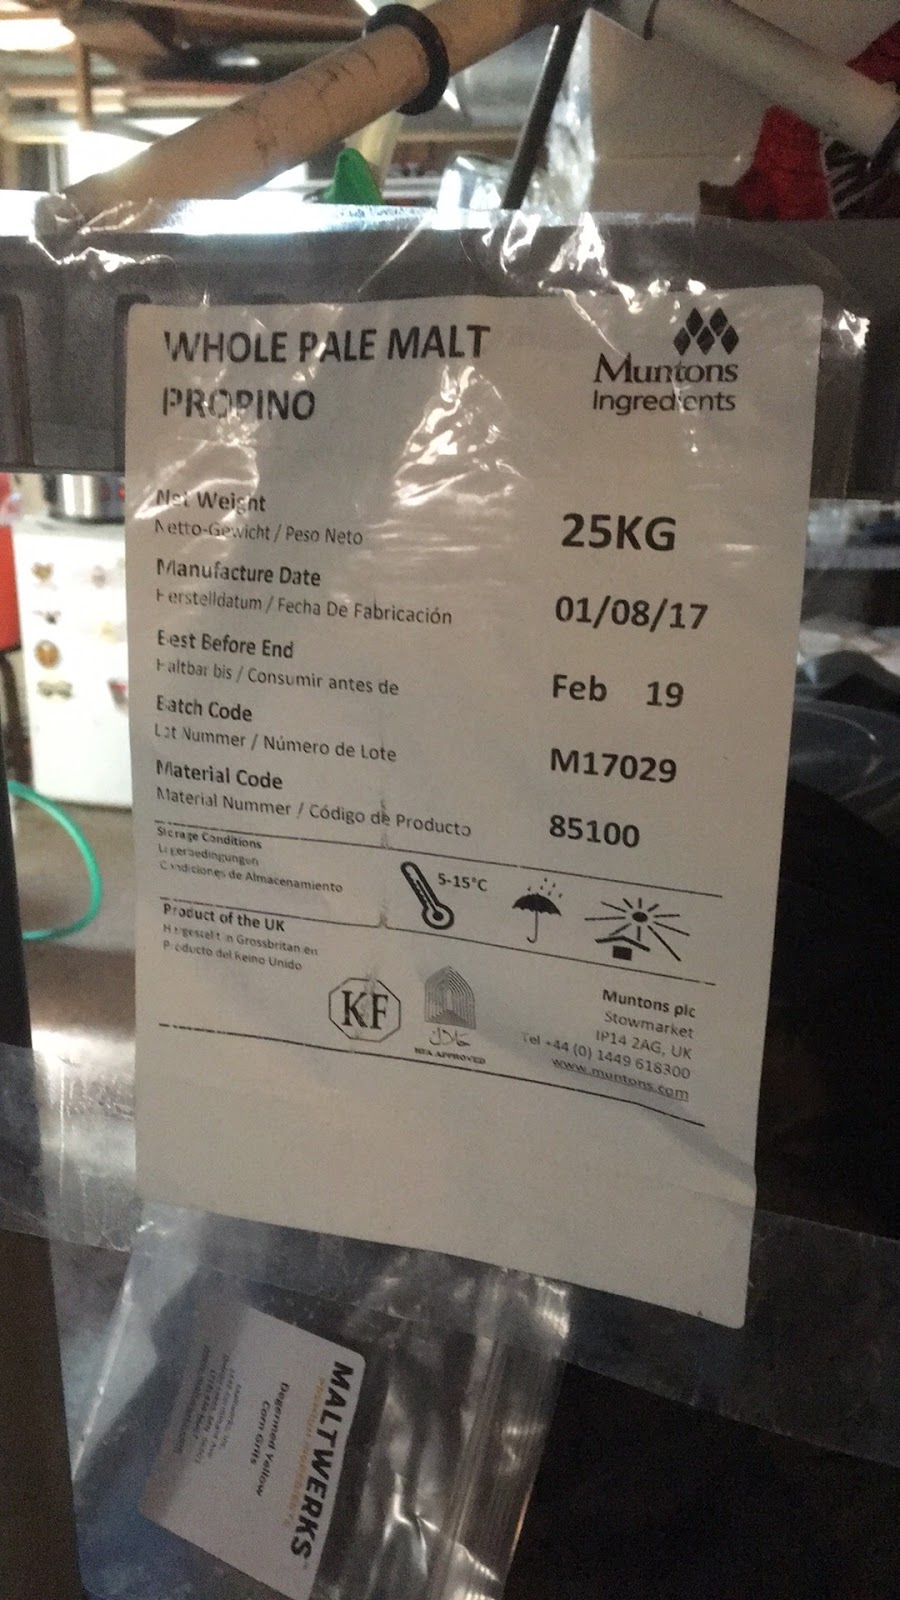 WHOLE PALE MALT
PROPINO
Muntons
Ingredients
Net Weight
Netto-Gewicht / Peso Neto
25KG
Manufacture Date
Herstelldatum / Fecha De Fabricación
01/08/17
Best Before End
Haltbar bis / Consumir antes de
Feb 19
Batch Code
Lot Nummer / Número de Lote
M17029
Material Code
Material Nummer / Código de Producto
85100
Storage Conditions
Lagerbedingungen
Condiciones de Almacenamiento
5-15°C
Product of the UK
Hergestellt in Grossbritanien
Producto del Reino Unido
KF
حلال
HFA APPROVED
Muntons plc
Stowmarket
IP14 2AG, UK
Tel +44 (0) 1449 618300
www.muntons.com
MALTWERKS
Degermed Yellow
Corn Grits